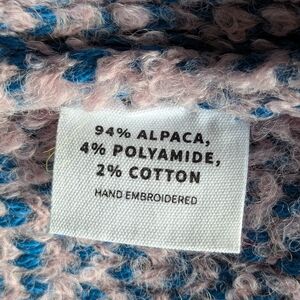 94% ALPACA,
4% POLYAMIDE,
2% COTTON
HAND EMBROIDERED